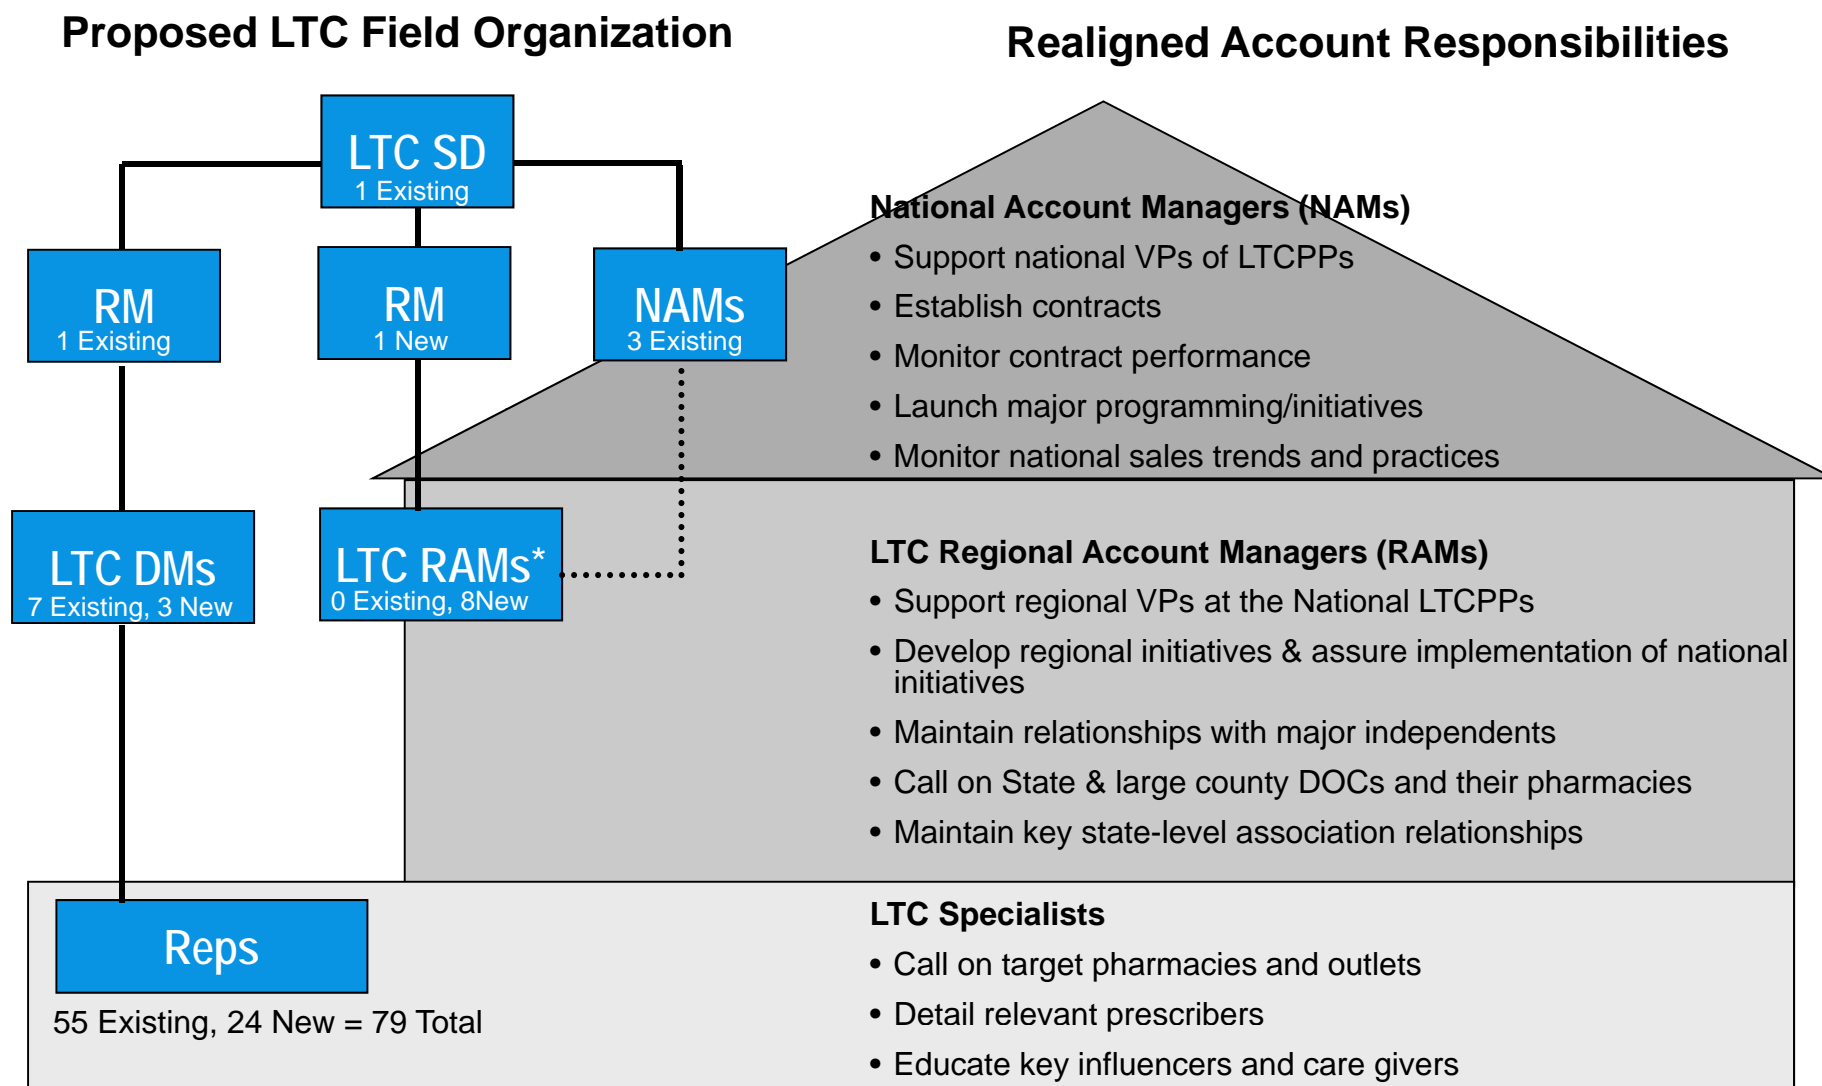 Proposed LTC Field Organization
Realigned Account Responsibilities
LTC SD
1 Existing
RM
1 Existing
RM
1 New
NAMs
3 Existing
LTC DMs
7 Existing, 3 New
LTC RAMs*
0 Existing, 8New
Reps
55 Existing, 24 New = 79 Total
National Account Managers (NAMs)
• Support national VPs of LTCPPs
• Establish contracts
• Monitor contract performance
• Launch major programming/initiatives
• Monitor national sales trends and practices
LTC Regional Account Managers (RAMs)
• Support regional VPs at the National LTCPPs
• Develop regional initiatives & assure implementation of national
initiatives
• Maintain relationships with major independents
• Call on State & large county DOCs and their pharmacies
• Maintain key state-level association relationships
LTC Specialists
• Call on target pharmacies and outlets
• Detail relevant prescribers
• Educate key influencers and care givers